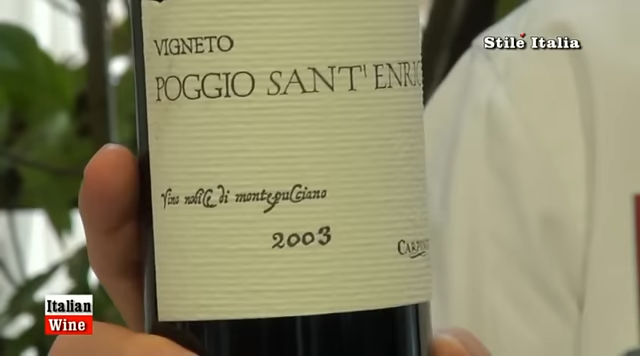 Stile Italia
VIGNETO
POGGIO SANT'
Vino nobile di montepulciano
2003
Italian
Wine